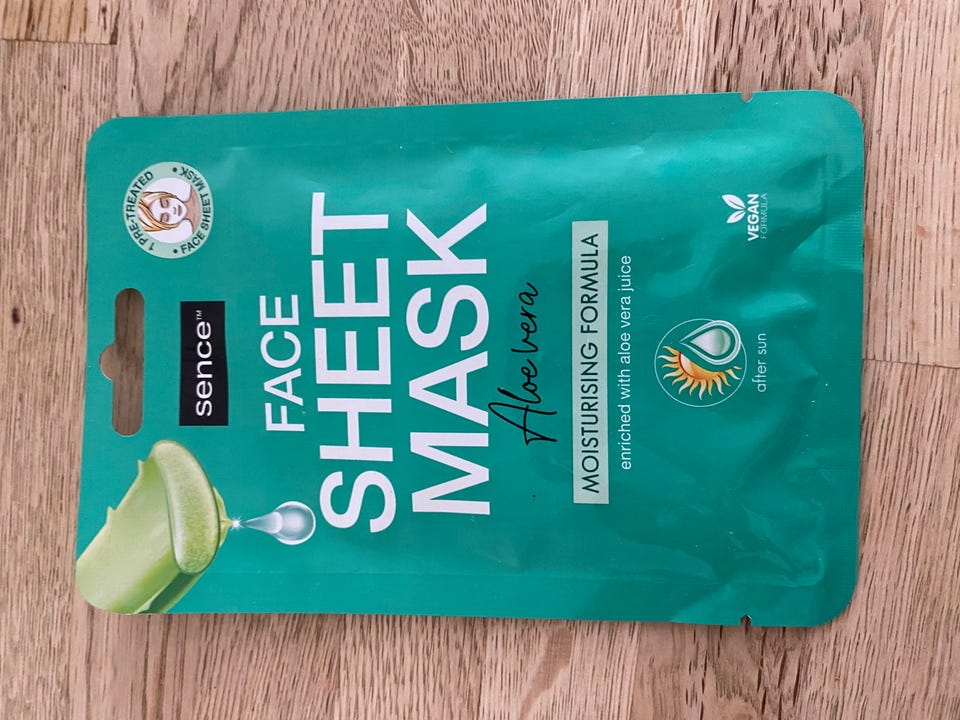 1 PRE-TREATED
• FACE SHEET MASK •
sence™
FACE
SHEET
MASK
Aloe vera
MOISTURISING FORMULA
enriched with aloe vera juice
after sun
VEGAN
FORMULA